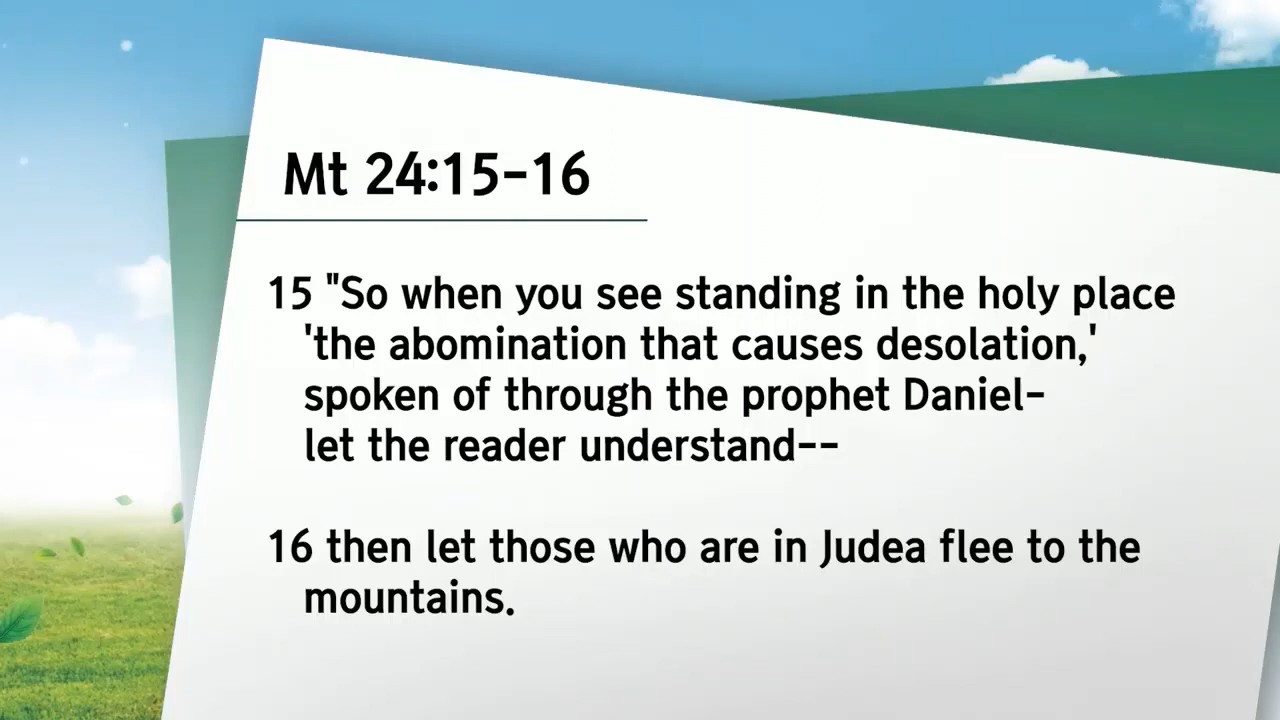 Mt 24:15-16
15 "So when you see standing in the holy place
'the abomination that causes desolation,'
spoken of through the prophet Daniel-
let the reader understand--
16 then let those who are in Judea flee to the
mountains.